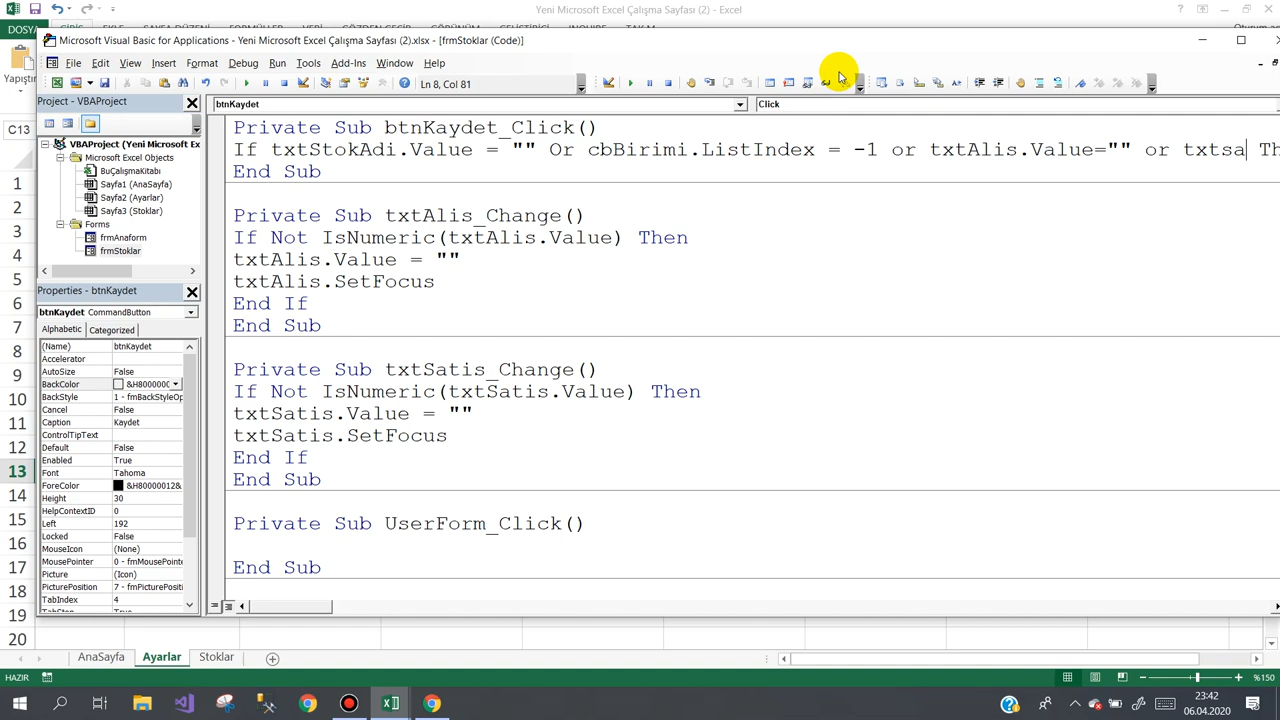 Yeni Microsoft Excel Çalışma Sayfası (2) - Excel
DOSYA
Yapıştır
Microsoft Visual Basic for Applications - Yeni Microsoft Excel Çalışma Sayfası (2).xlsx - [frmStoklar (Code)]
File Edit View Insert Format Debug Run Tools Add-Ins Window Help
Ln 8, Col 81
Project - VBAProject
btnKaydet
Click
VBAProject (Yeni Microsoft Ex
Microsoft Excel Objects
BuÇalışmaKitabı
Sayfa1 (AnaSayfa)
Sayfa2 (Ayarlar)
Sayfa3 (Stoklar)
Forms
frmAnaform
frmStoklar
Properties - btnKaydet
btnKaydet CommandButton
Alphabetic Categorized
(Name) btnKaydet
Accelerator
AutoSize False
BackColor &H8000000
BackStyle 1 - fmBackStyleOp
Cancel False
Caption Kaydet
ControlTipText
Default False
Enabled True
Font Tahoma
ForeColor &H80000012&
Height 30
HelpContextID 0
Left 192
Locked False
MouseIcon (None)
MousePointer 0 - fmMousePointe
Picture (Icon)
PicturePosition 7 - fmPicturePositi
TabIndex 4
TabStop True
Private Sub btnKaydet_Click()
If txtStokAdi.Value = "" Or cbBirimi.ListIndex = -1 or txtAlis.Value="" or txtsa Th
End Sub
Private Sub txtAlis_Change()
If Not IsNumeric(txtAlis.Value) Then
txtAlis.Value = ""
txtAlis.SetFocus
End If
End Sub
Private Sub txtSatis_Change()
If Not IsNumeric(txtSatis.Value) Then
txtSatis.Value = ""
txtSatis.SetFocus
End If
End Sub
Private Sub UserForm_Click()
End Sub
C13
1
2
3
4
5
6
7
8
9
10
11
12
13
14
15
16
17
18
19
20
AnaSayfa Ayarlar Stoklar
HAZIR
%150
23:42
06.04.2020